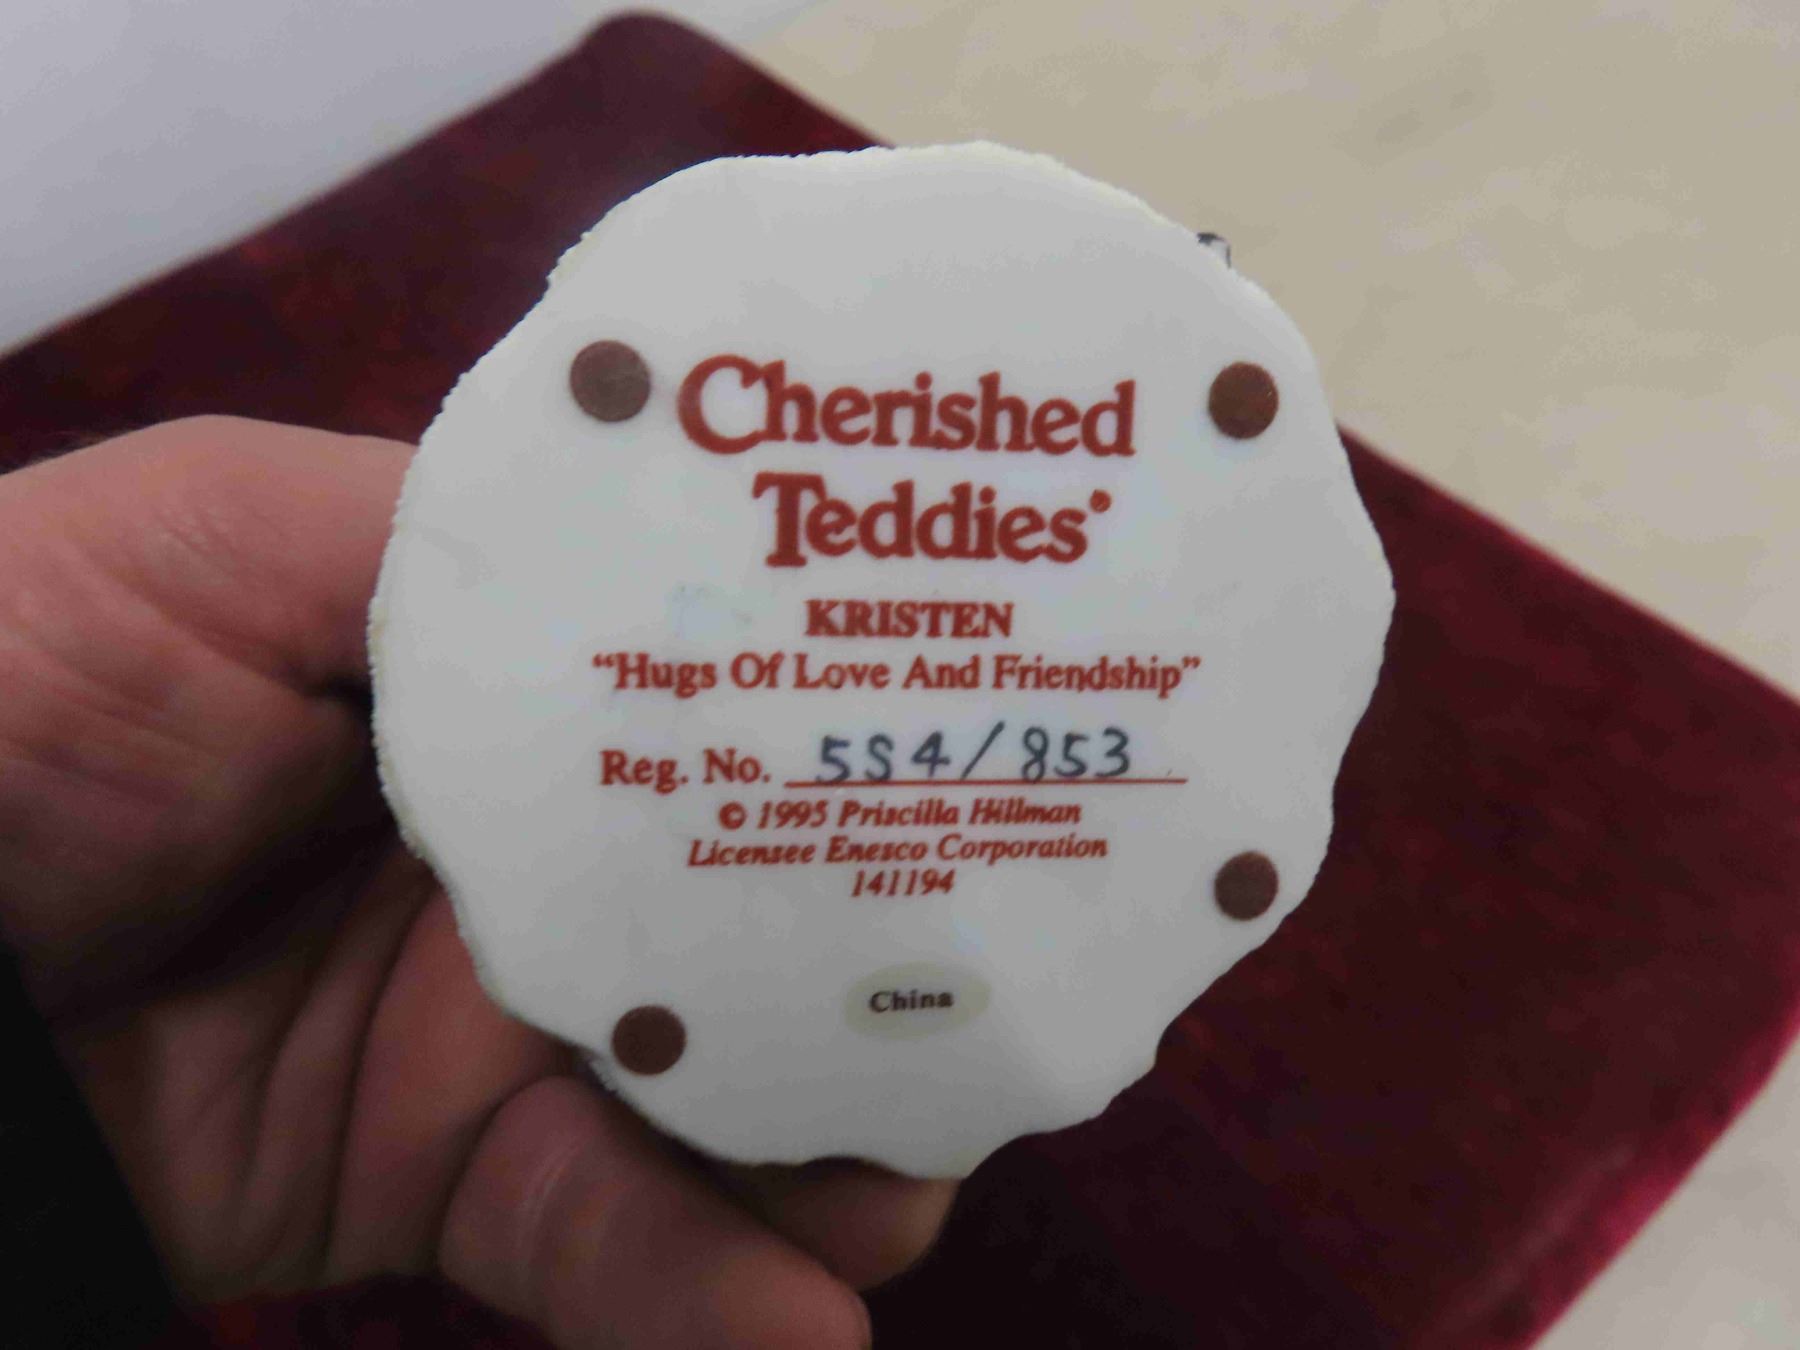 Cherished
Teddies®
KRISTEN
“Hugs Of Love And Friendship”
Reg. No. 5S4/853
© 1995 Priscilla Hillman
Licensee Enesco Corporation
141194
China